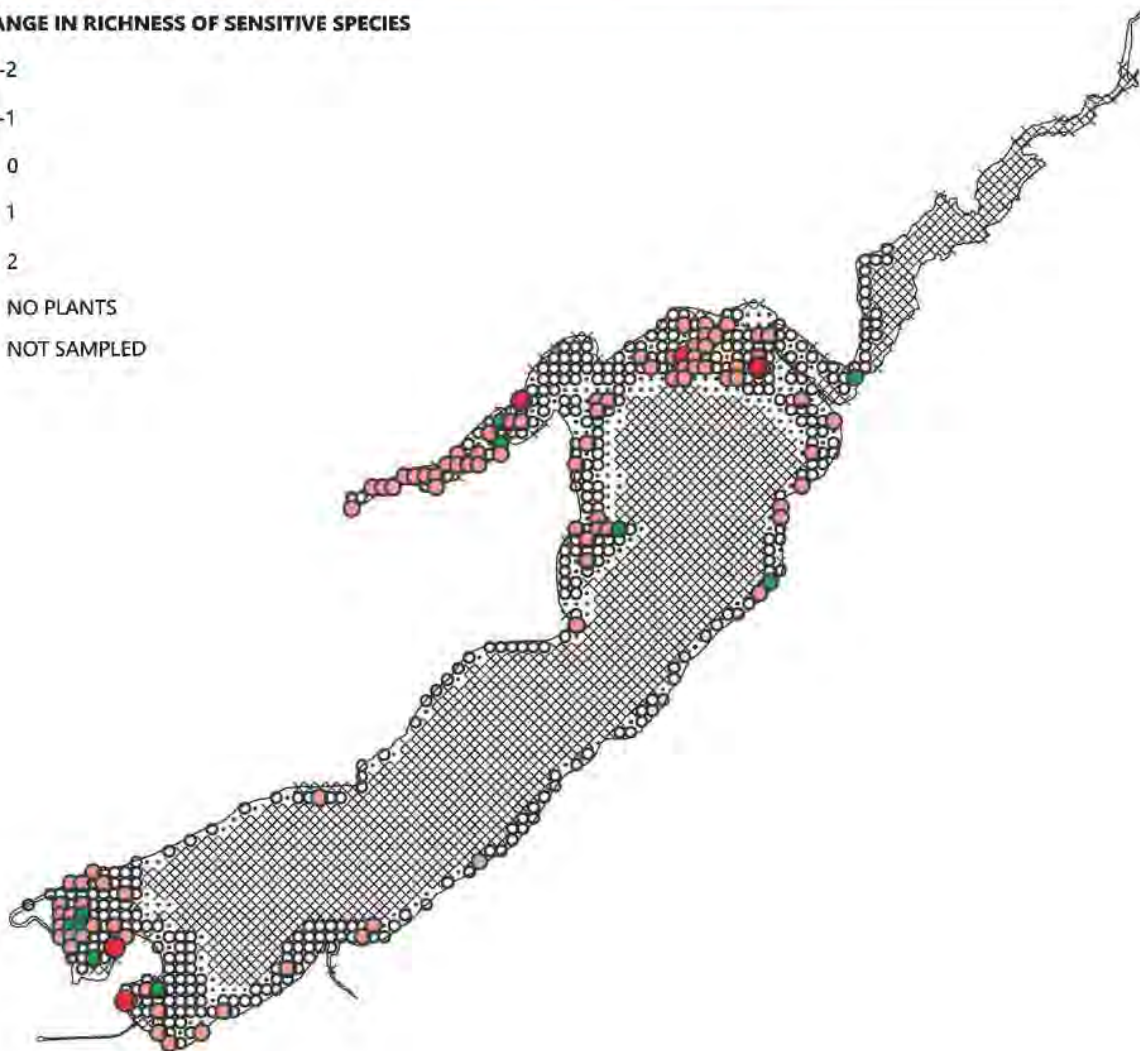 ANGE IN RICHNESS OF SENSITIVE SPECIES
-2
-1
0
1
2
NO PLANTS
NOT SAMPLED